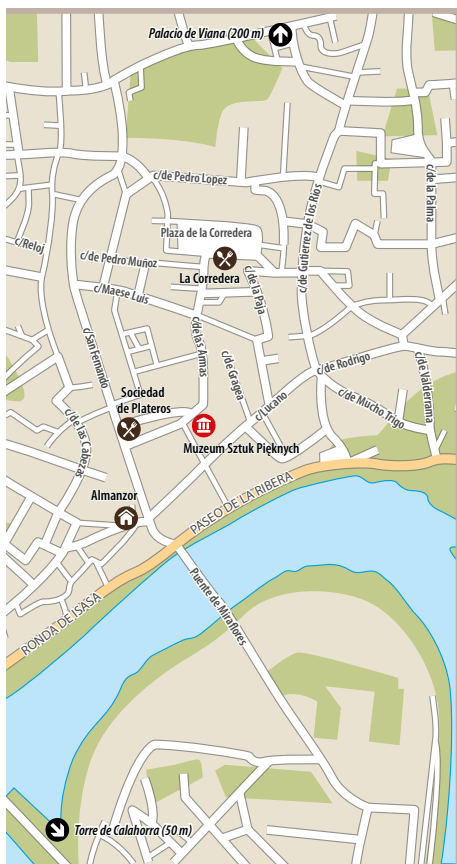 Palacio de Viana (200 m)
c/de Pedro Lopez
c/de la Palma
c/de Gutierrez de los Rios
Plaza de la Corredera
c/Reloj
c/de Pedro Muñoz
La Corredera
c/de la Paja
c/Maese Luis
c/San Fernando
c/de las Armas
c/de Gragea
c/de Rodrigo
c/de Valderrama
Sociedad
de Plateros
c/Lucano
c/de Mucho Trigo
c/de las Cabezas
Muzeum Sztuk Pięknych
Almanzor
PASEO DE LA RIBERA
RONDA DE ISASA
Puente de Miraflores
Torre de Calahorra (50 m)